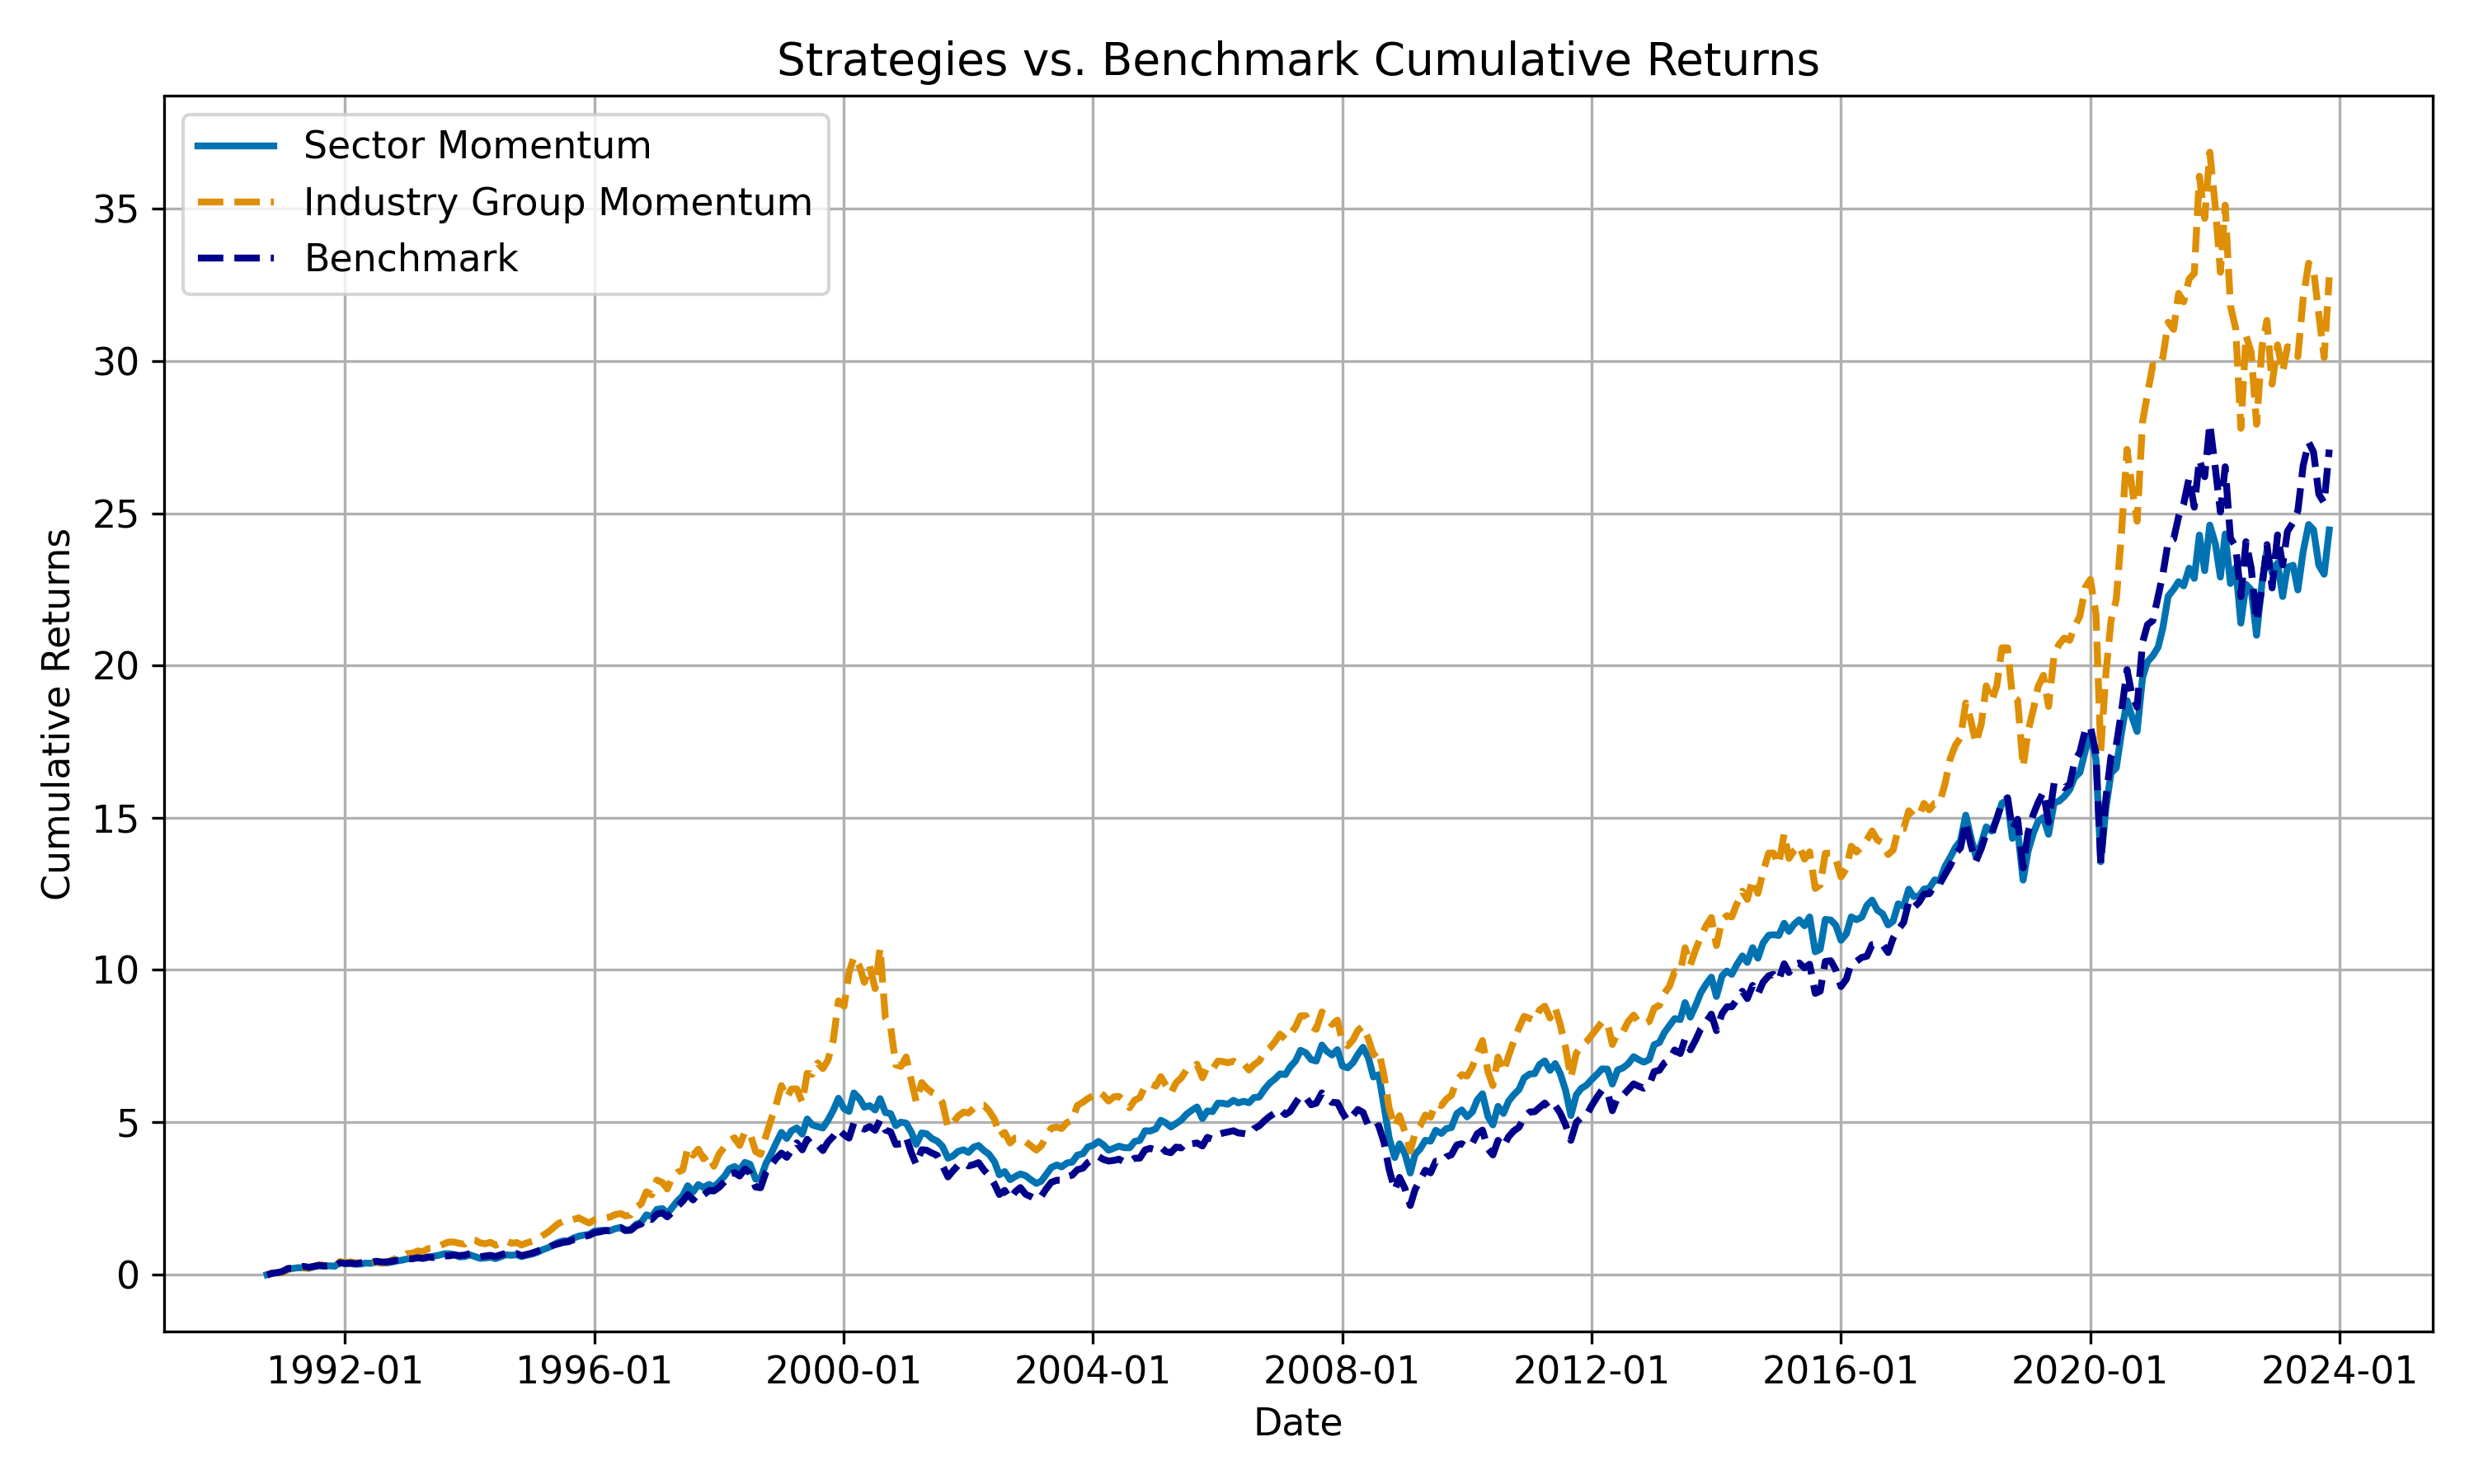 Strategies vs. Benchmark Cumulative Returns
Sector Momentum
Industry Group Momentum
Benchmark
35
30
25
20
15
10
5
0
Cumulative Returns
1992-01 1996-01 2000-01 2004-01 2008-01 2012-01 2016-01 2020-01 2024-01
Date